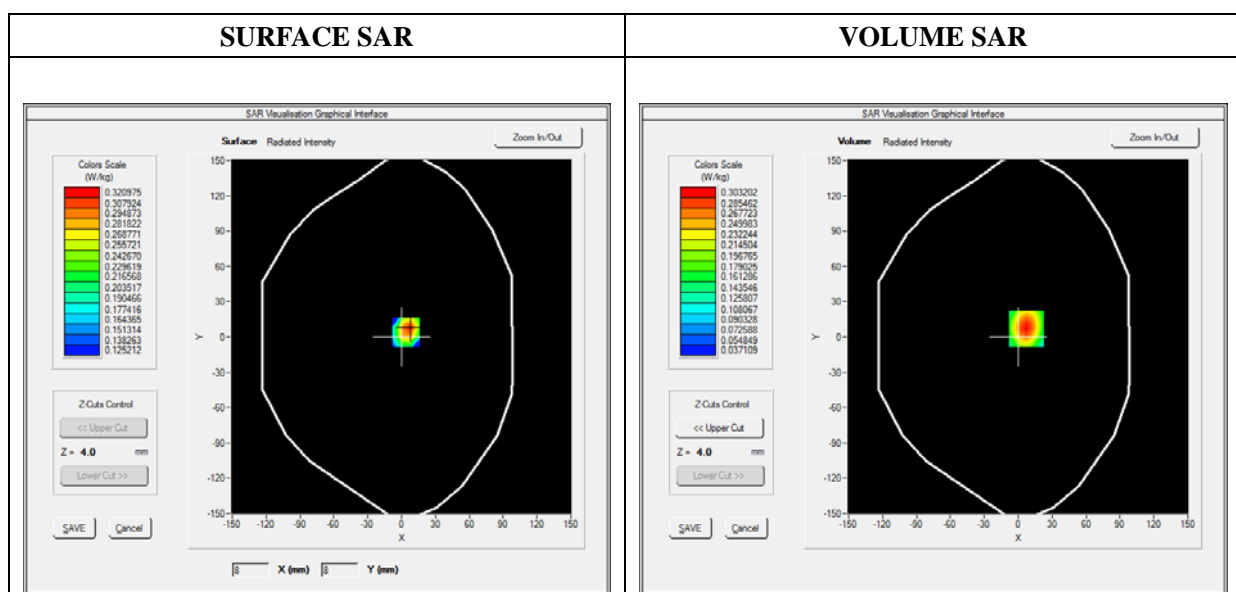 SURFACE SAR
VOLUME SAR
SAR Visualisation Graphical Interface
Surface Radiated Intensity
Zoom In/Out
Colors Scale
(W/kg)
0.320975
0.307924
0.294873
0.281822
0.268771
0.255721
0.242670
0.229619
0.216568
0.203517
0.190466
0.177416
0.164365
0.151314
0.138263
0.125212
Z-Cuts Control
<< Upper Cut
Z = 4.0 mm
Lower Cut >>
SAVE Cancel
150
120
90
60
30
0
-30
-60
-90
-120
-150
Y
-150 -120 -90 -60 -30 0 30 60 90 120 150
X
8 X (mm) 8 Y (mm)
SAR Visualisation Graphical Interface
Volume Radiated Intensity
Zoom In/Out
Colors Scale
(W/kg)
0.303202
0.285462
0.267723
0.249983
0.232244
0.214504
0.196765
0.179025
0.161286
0.143546
0.125807
0.108067
0.090328
0.072588
0.054849
0.037109
Z-Cuts Control
<< Upper Cut
Z = 4.0 mm
Lower Cut >>
SAVE Cancel
150
120
90
60
30
0
-30
-60
-90
-120
-150
Y
-150 -120 -90 -60 -30 0 30 60 90 120 150
X